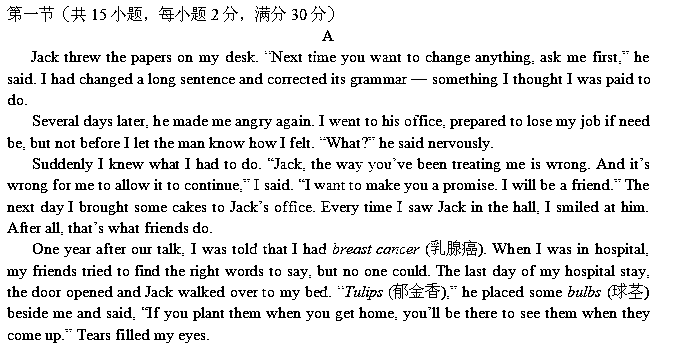 第一节（共 15 小题，每小题 2 分，满分 30 分）
A
Jack threw the papers on my desk. “Next time you want to change anything, ask me first,” he
said. I had changed a long sentence and corrected its grammar — something I thought I was paid to
do.
Several days later, he made me angry again. I went to his office, prepared to lose my job if need
be, but not before I let the man know how I felt. “What?” he said nervously.
Suddenly I knew what I had to do. “Jack, the way you’ve been treating me is wrong. And it’s
wrong for me to allow it to continue,” I said. “I want to make you a promise. I will be a friend.” The
next day I brought some cakes to Jack’s office. Every time I saw Jack in the hall, I smiled at him.
After all, that’s what friends do.
One year after our talk, I was told that I had breast cancer (乳腺癌). When I was in hospital,
my friends tried to find the right words to say, but no one could. The last day of my hospital stay,
the door opened and Jack walked over to my bed. “Tulips (郁金香),” he placed some bulbs (球茎)
beside me and said, “If you plant them when you get home, you’ll be there to see them when they
come up.” Tears filled my eyes.